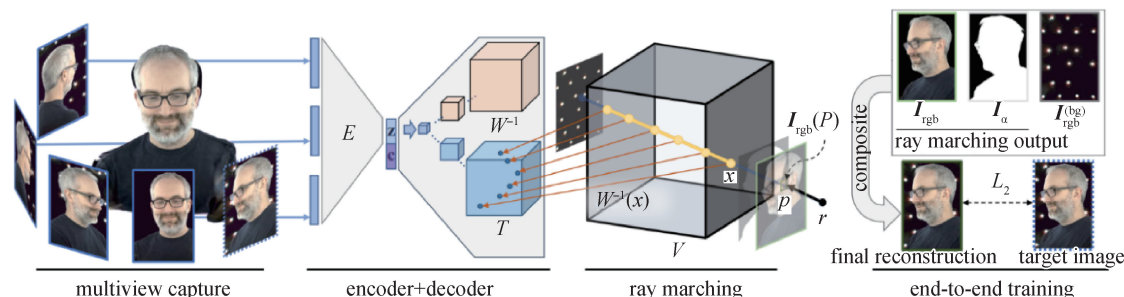 E
z
c
W⁻¹
T
W⁻¹(x)
x
V
I_rgb(P)
p
r
composite
I_rgb
I_α
I_rgb^(bg)
ray marching output
L₂
final reconstruction
target image
multiview capture
encoder+decoder
ray marching
end-to-end training